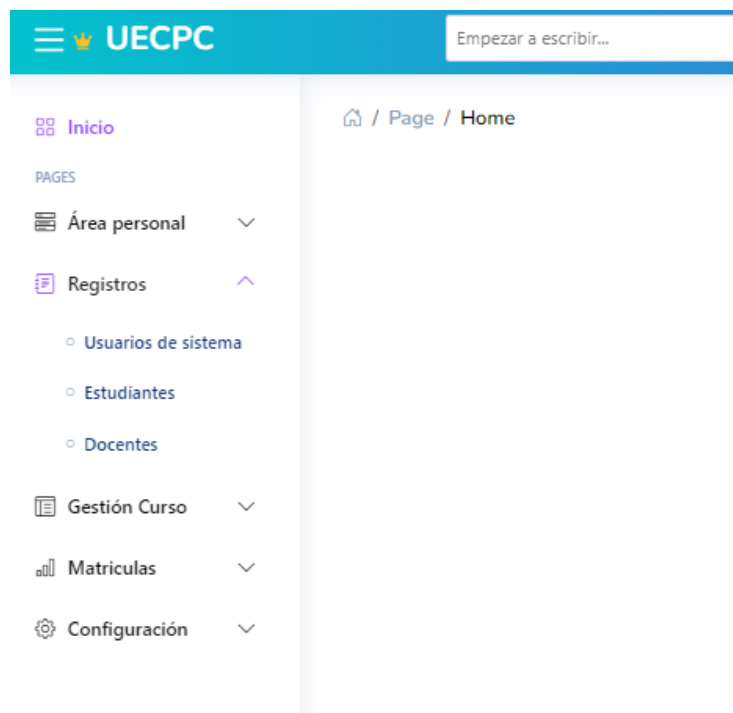 UECPC
Empezar a escribir...
/ Page / Home
Inicio
PAGES
Área personal
Registros
Usuarios de sistema
Estudiantes
Docentes
Gestión Curso
Matriculas
Configuración